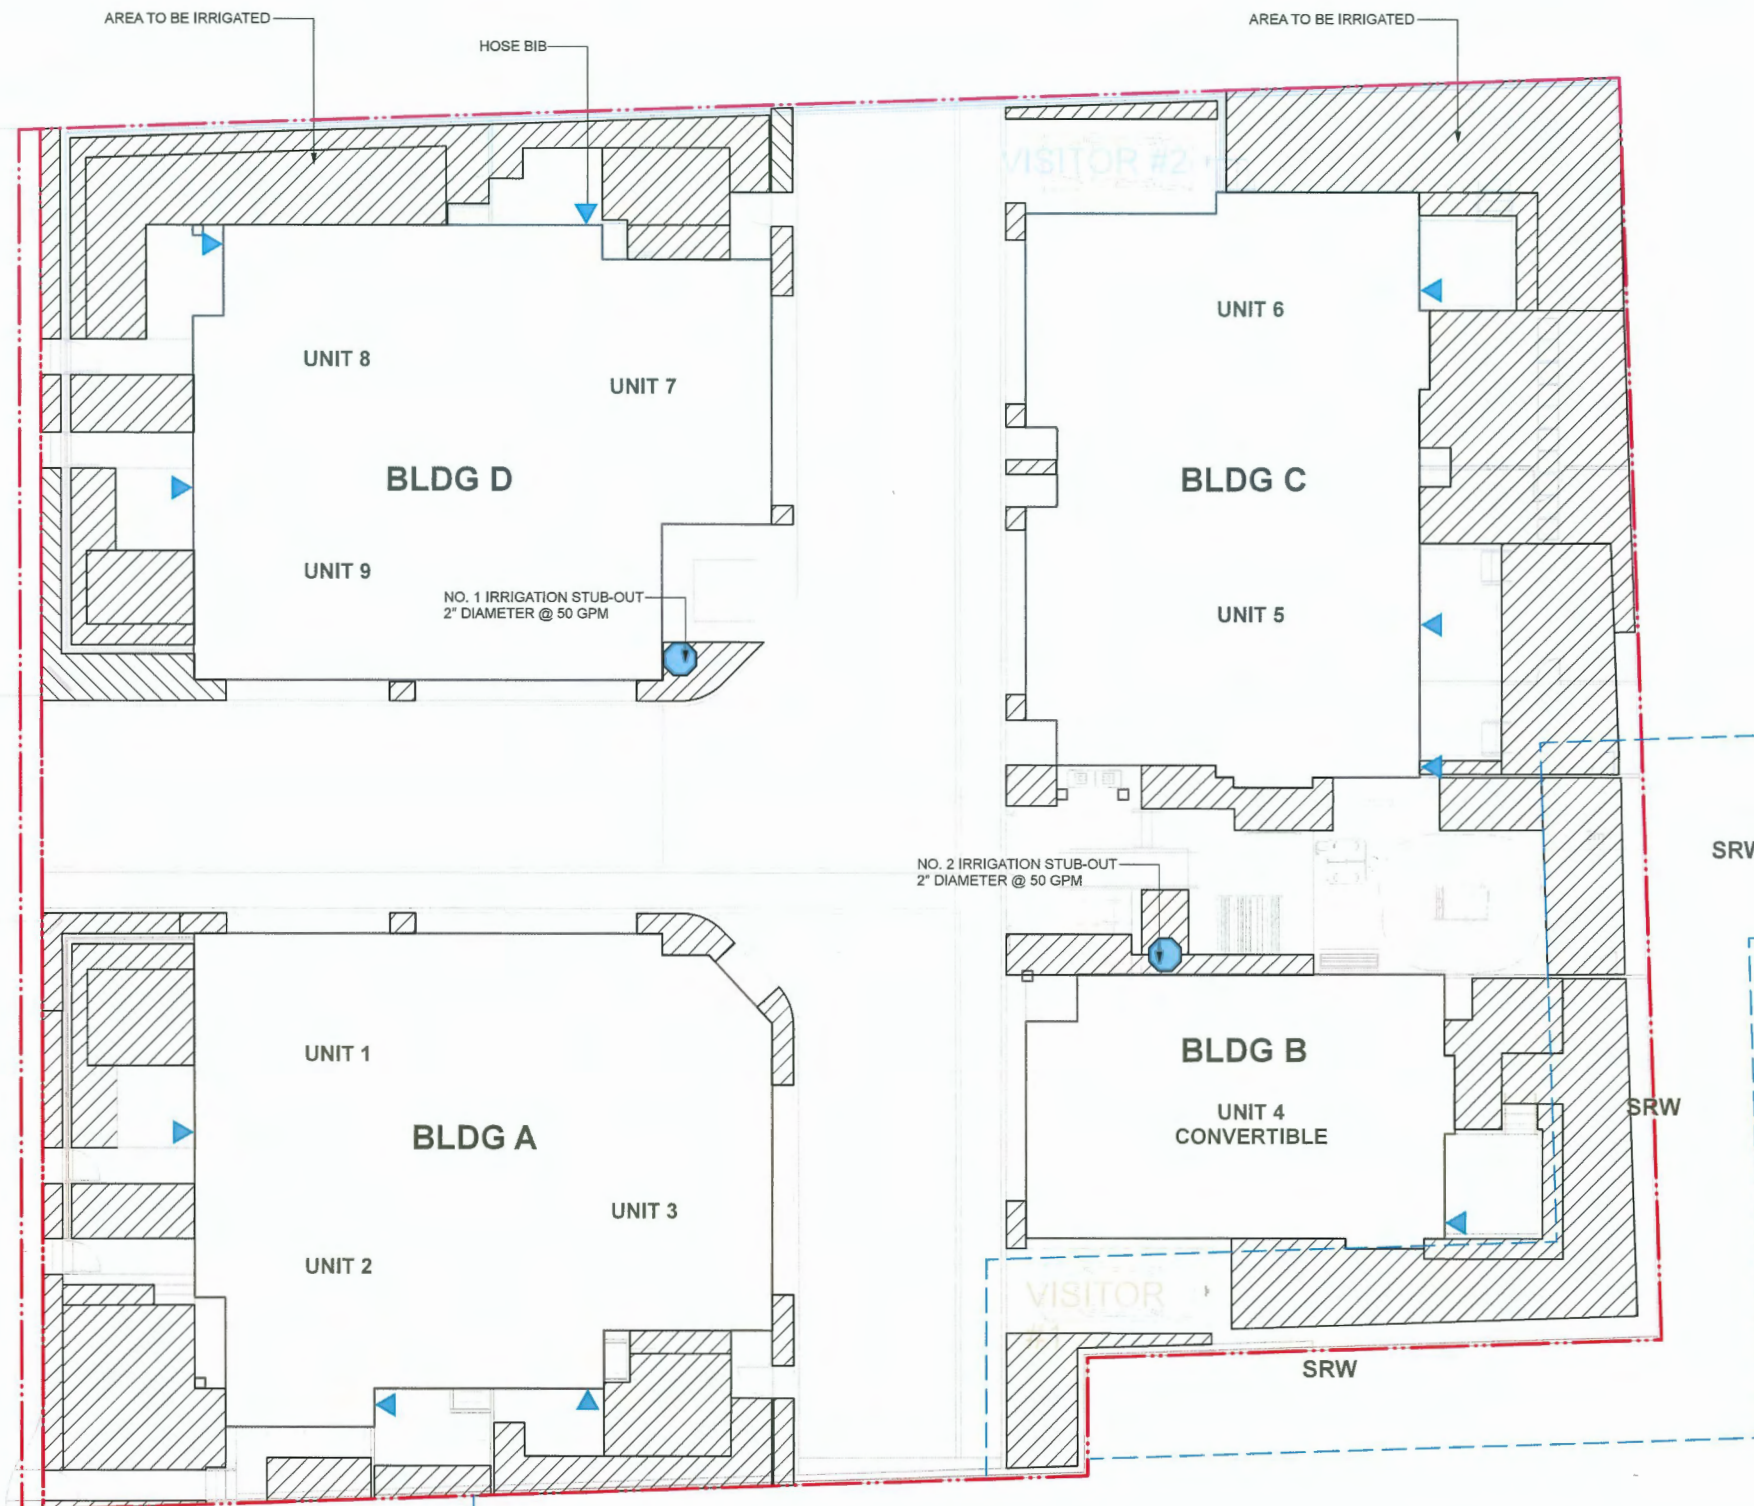 AREA TO BE IRRIGATED
HOSE BIB
AREA TO BE IRRIGATED
VISITOR #2
UNIT 6
UNIT 8
UNIT 7
BLDG D
BLDG C
UNIT 9
NO. 1 IRRIGATION STUB-OUT
2" DIAMETER @ 50 GPM
UNIT 5
SRW
NO. 2 IRRIGATION STUB-OUT
2" DIAMETER @ 50 GPM
UNIT 1
BLDG B
UNIT 4
CONVERTIBLE
SRW
BLDG A
UNIT 3
UNIT 2
VISITOR
#1
SRW